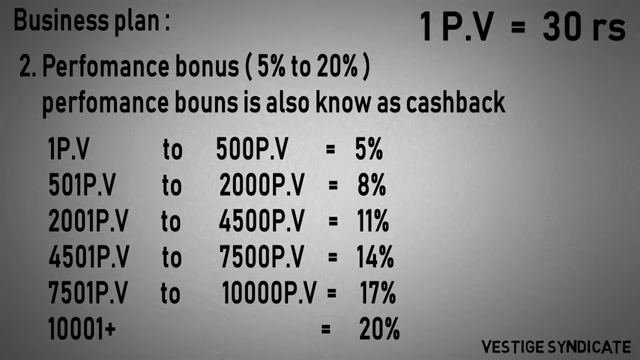 Business plan :
1 P.V = 30 rs
2. Perfomance bonus ( 5% to 20% )
perfomance bouns is also know as cashback
1P.V to 500P.V = 5%
501P.V to 2000P.V = 8%
2001P.V to 4500P.V = 11%
4501P.V to 7500P.V = 14%
7501P.V to 10000P.V = 17%
10001+ = 20%
VESTIGE SYNDICATE